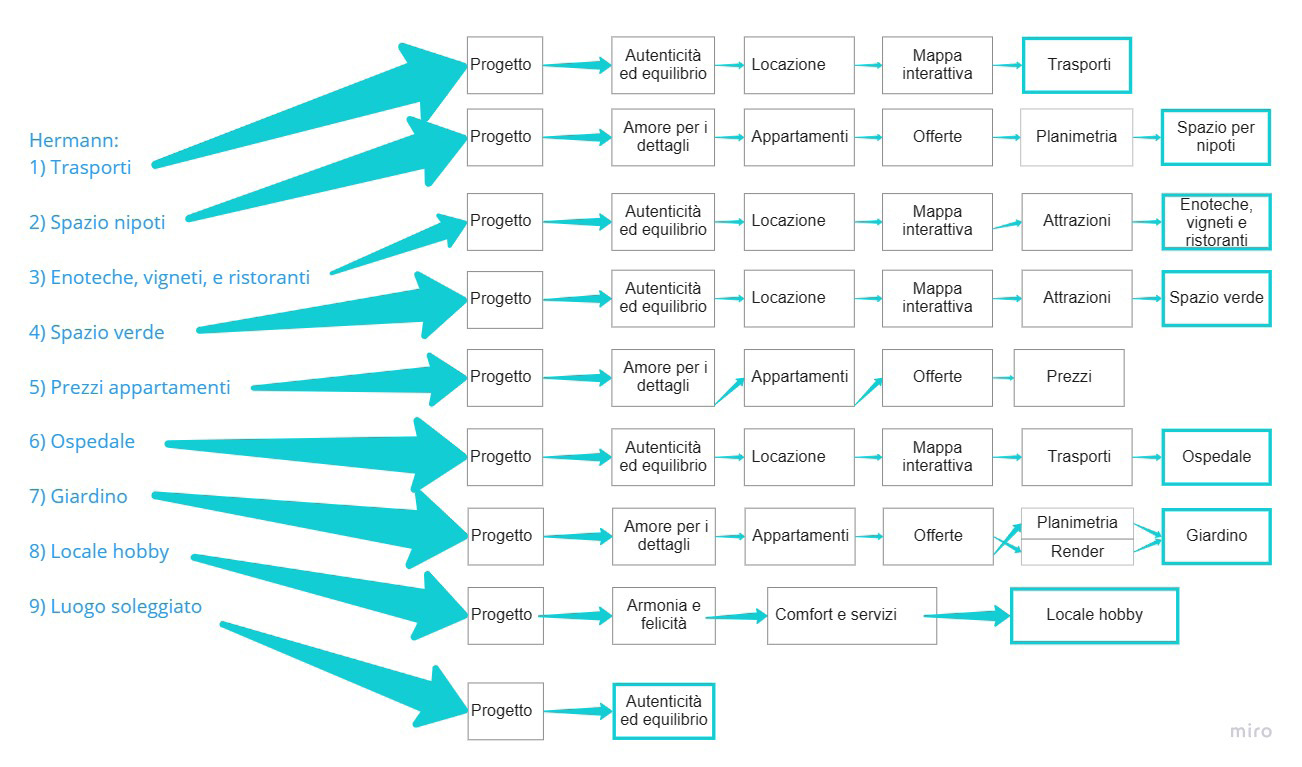 Hermann:
1) Trasporti
2) Spazio nipoti
3) Enoteche, vigneti, e ristoranti
4) Spazio verde
5) Prezzi appartamenti
6) Ospedale
7) Giardino
8) Locale hobby
9) Luogo soleggiato
Progetto
Autenticità
ed equilibrio
Locazione
Mappa
interattiva
Trasporti
Progetto
Amore per i
dettagli
Appartamenti
Offerte
Planimetria
Spazio per
nipoti
Progetto
Autenticità
ed equilibrio
Locazione
Mappa
interattiva
Attrazioni
Enoteche,
vigneti e
ristoranti
Progetto
Autenticità
ed equilibrio
Locazione
Mappa
interattiva
Attrazioni
Spazio verde
Progetto
Amore per i
dettagli
Appartamenti
Offerte
Prezzi
Progetto
Autenticità
ed equilibrio
Locazione
Mappa
interattiva
Trasporti
Ospedale
Progetto
Amore per i
dettagli
Appartamenti
Offerte
Planimetria
Render
Giardino
Progetto
Armonia e
felicità
Comfort e servizi
Locale hobby
Progetto
Autenticità
ed equilibrio
miro